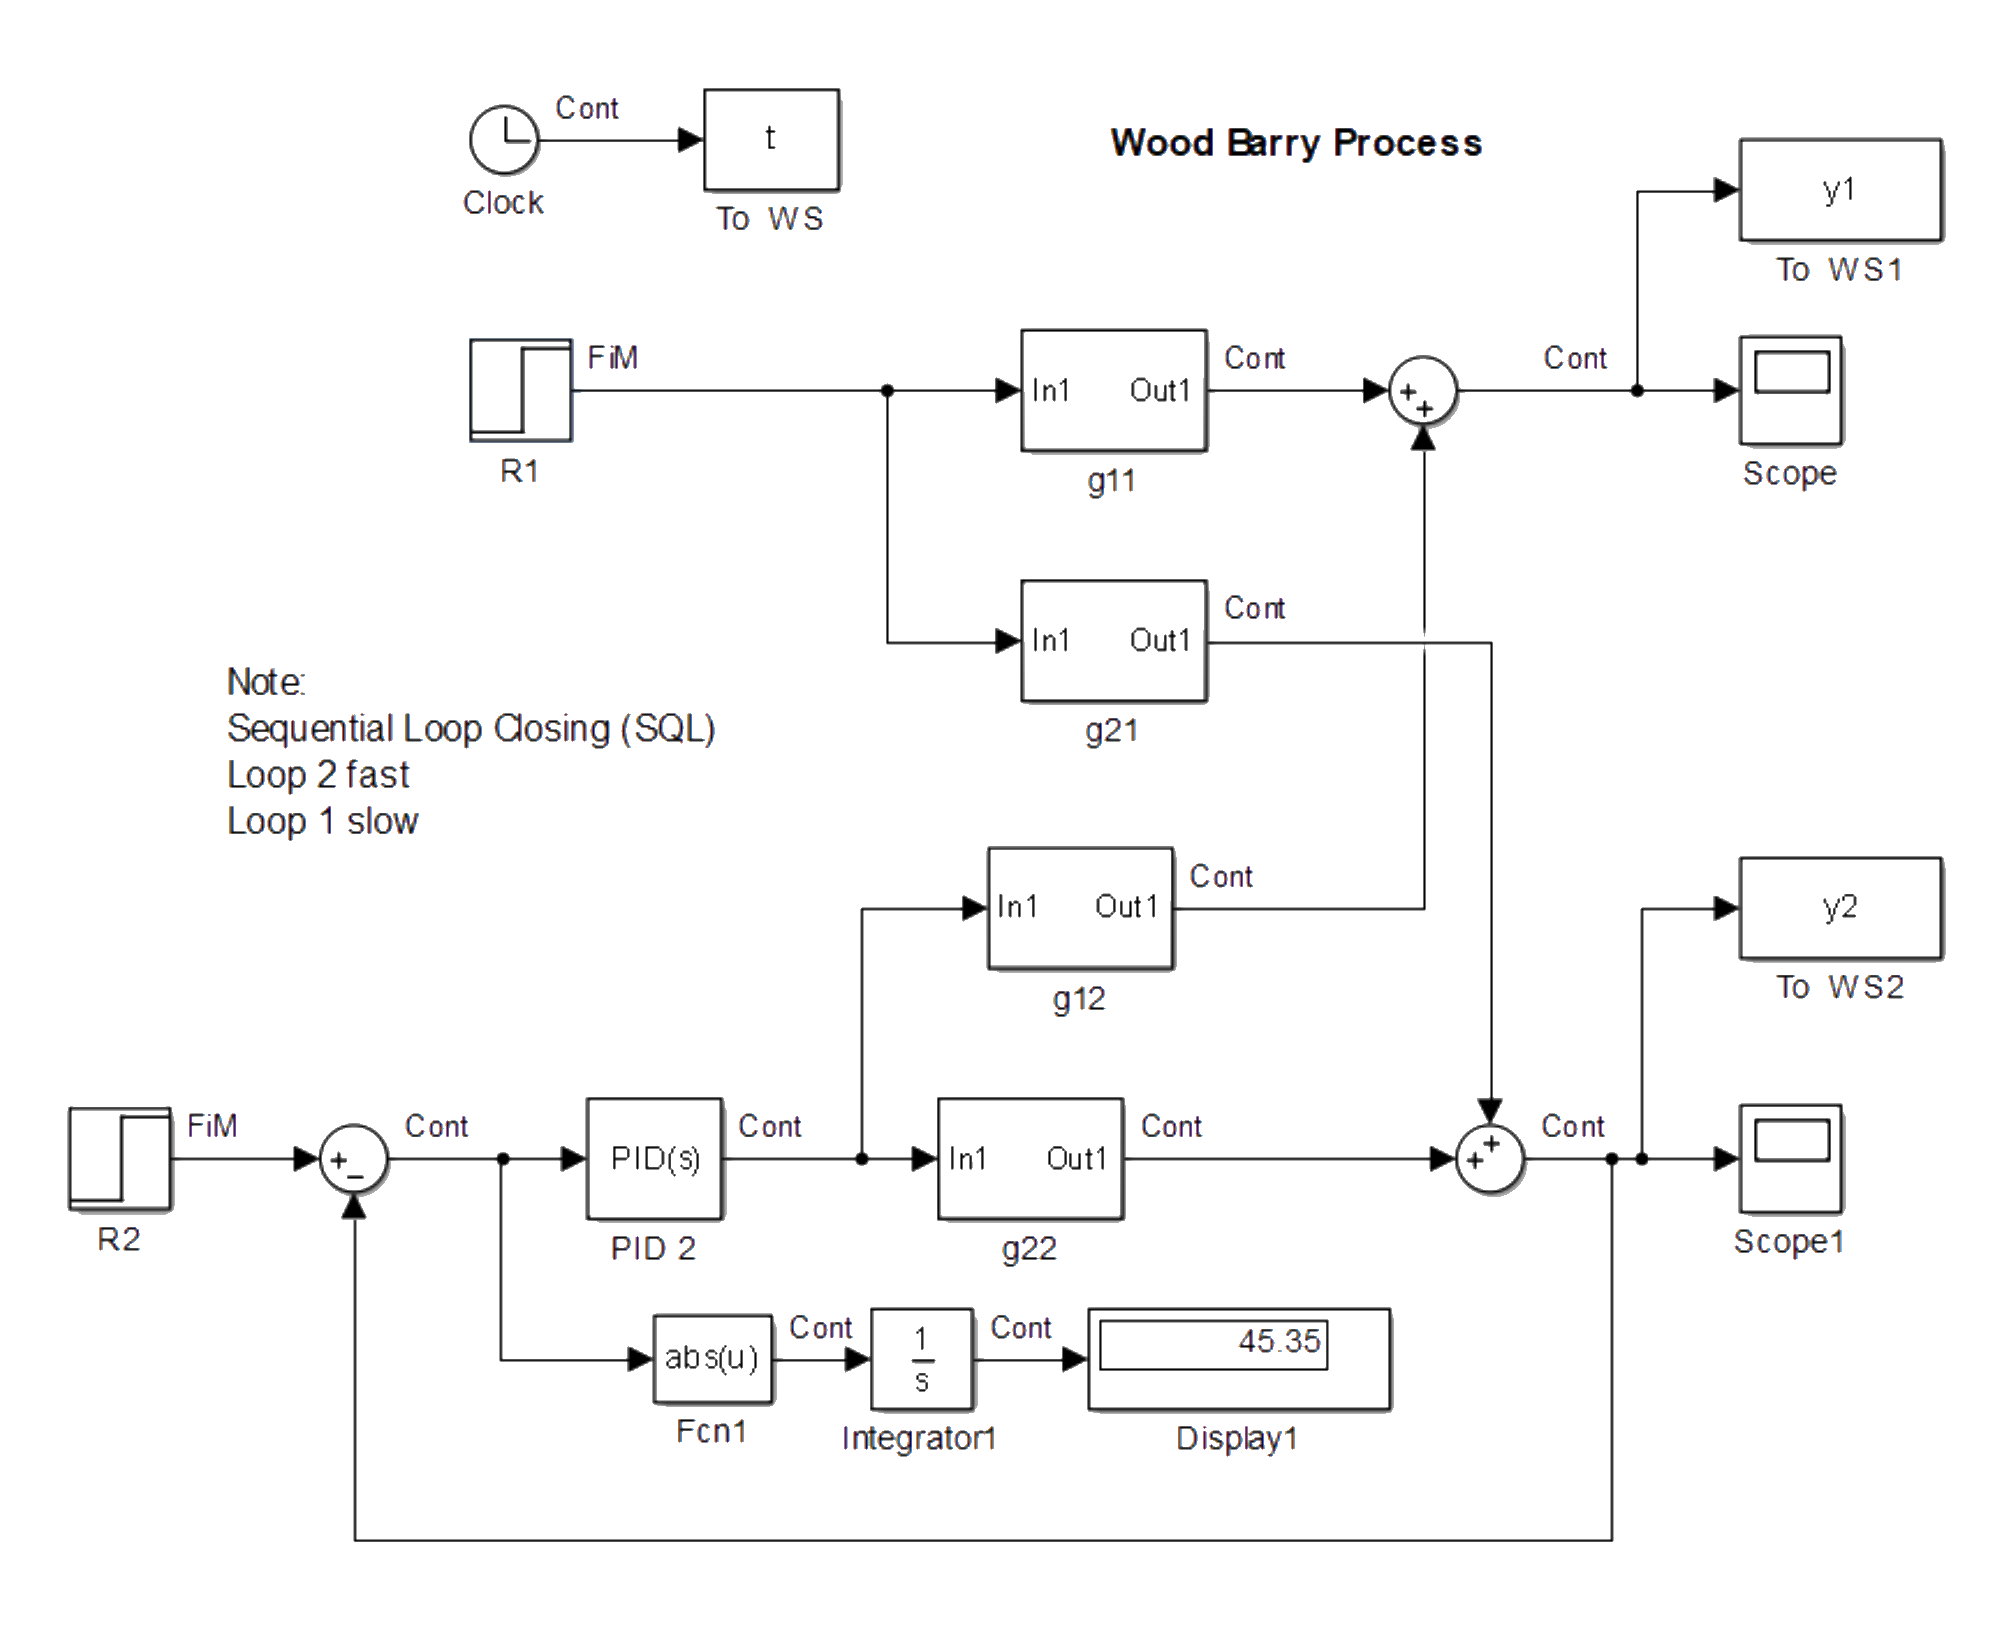 Cont
t
Clock
To WS
Wood Barry Process
y1
To WS1
FiM
R1
In1 Out1
g11
Cont
+
+
Cont
Scope
In1 Out1
g21
Cont
Note:
Sequential Loop Closing (SQL)
Loop 2 fast
Loop 1 slow
In1 Out1
g12
Cont
y2
To WS2
FiM
R2
+
−
Cont
PID(s)
PID 2
Cont
In1 Out1
g22
Cont
+
+
Cont
Scope1
abs(u)
Fcn1
Cont
1
s
Integrator1
Cont
45.35
Display1